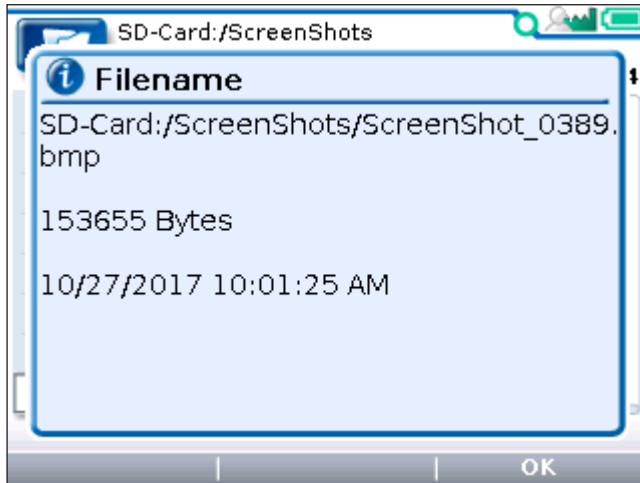 SD-Card:/ScreenShots
Filename
SD-Card:/ScreenShots/ScreenShot_0389.
bmp
153655 Bytes
10/27/2017 10:01:25 AM
OK